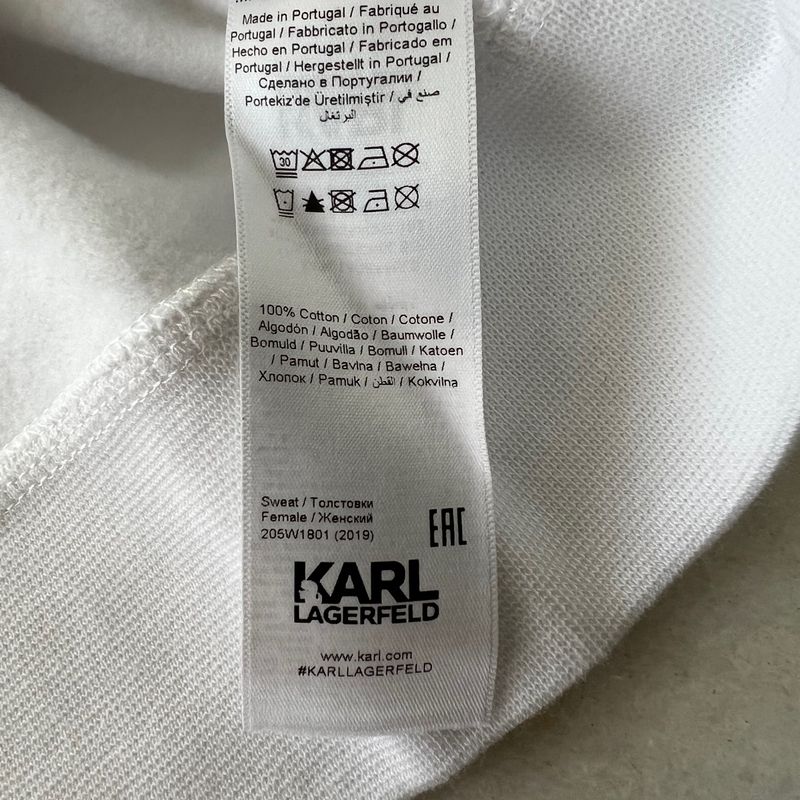 Made in Portugal / Fabriqué au
Portugal / Fabbricato in Portogallo /
Hecho en Portugal / Fabricado em
Portugal / Hergestellt in Portugal /
Сделано в Португалии /
Portekiz'de Üretilmiştir / صنع في
البرتغال
30
100% Cotton / Coton / Cotone /
Algodón / Algodão / Baumwolle /
Bomuld / Puuvilla / Bomull / Katoen
/ Pamut / Bavlna / Bawełna /
Хлопок / Pamuk / القطن / Kokvilna
Sweat / Толстовки
Female / Женский
205W1801 (2019)
EAC
KARL
LAGERFELD
www.karl.com
#KARLLAGERFELD